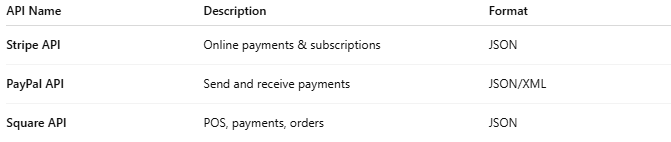 API Name Description Format
Stripe API Online payments & subscriptions JSON
PayPal API Send and receive payments JSON/XML
Square API POS, payments, orders JSON